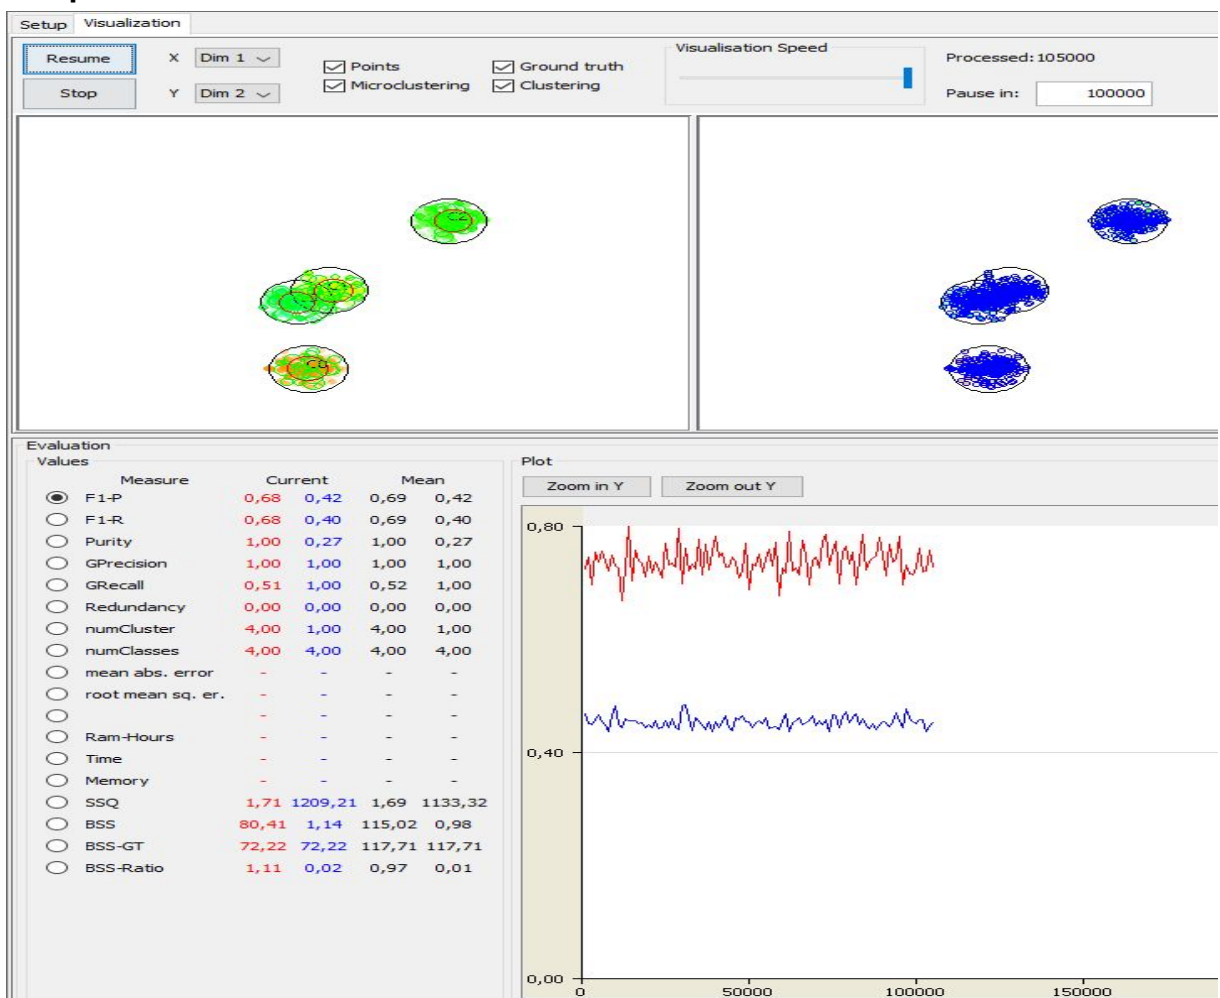 Setup Visualization
Resume X Dim 1 Points Ground truth Visualisation Speed Processed: 105000
Stop Y Dim 2 Microclustering Clustering Pause in: 100000
C2
Evaluation
Values
Measure Current Mean
F1-P 0,68 0,42 0,69 0,42
F1-R 0,68 0,40 0,69 0,40
Purity 1,00 0,27 1,00 0,27
GPrecision 1,00 1,00 1,00 1,00
GRecall 0,51 1,00 0,52 1,00
Redundancy 0,00 0,00 0,00 0,00
numCluster 4,00 1,00 4,00 1,00
numClasses 4,00 4,00 4,00 4,00
mean abs. error - - - -
root mean sq. er. - - - -
- - - -
Ram-Hours - - - -
Time - - - -
Memory - - - -
SSQ 1,71 1209,21 1,69 1133,32
BSS 80,41 1,14 115,02 0,98
BSS-GT 72,22 72,22 117,71 117,71
BSS-Ratio 1,11 0,02 0,97 0,01
Plot
Zoom in Y Zoom out Y
0,80
0,40
0,00
0 50000 100000 150000